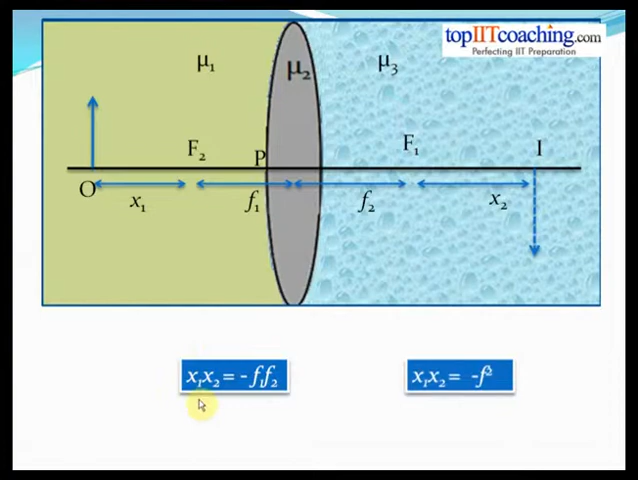 topIITcoaching.com
Perfecting IIT Preparation
μ₁
μ₂
μ₃
F₂
P
F₁
I
O
x₁
f₁
f₂
x₂
x₁x₂ = - f₁f₂
x₁x₂ = -f²